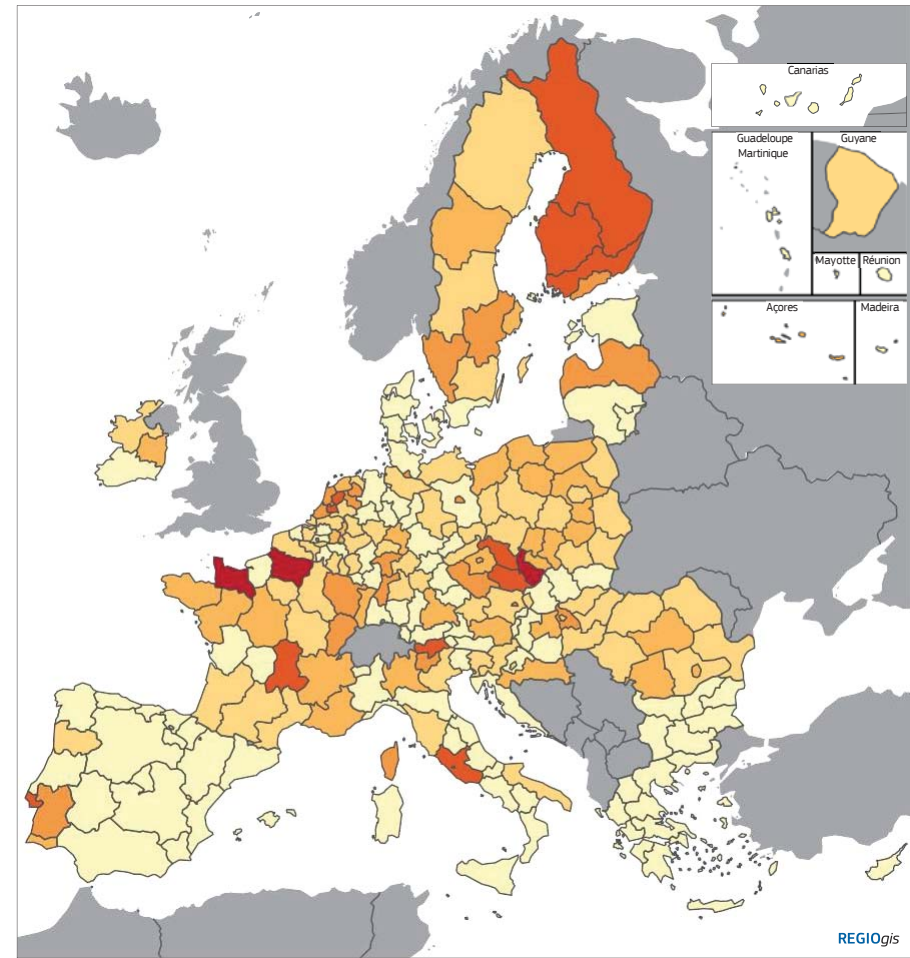 Canarias
Guadeloupe
Martinique
Guyane
Mayotte
Réunion
Açores
Madeira
REGIOgis